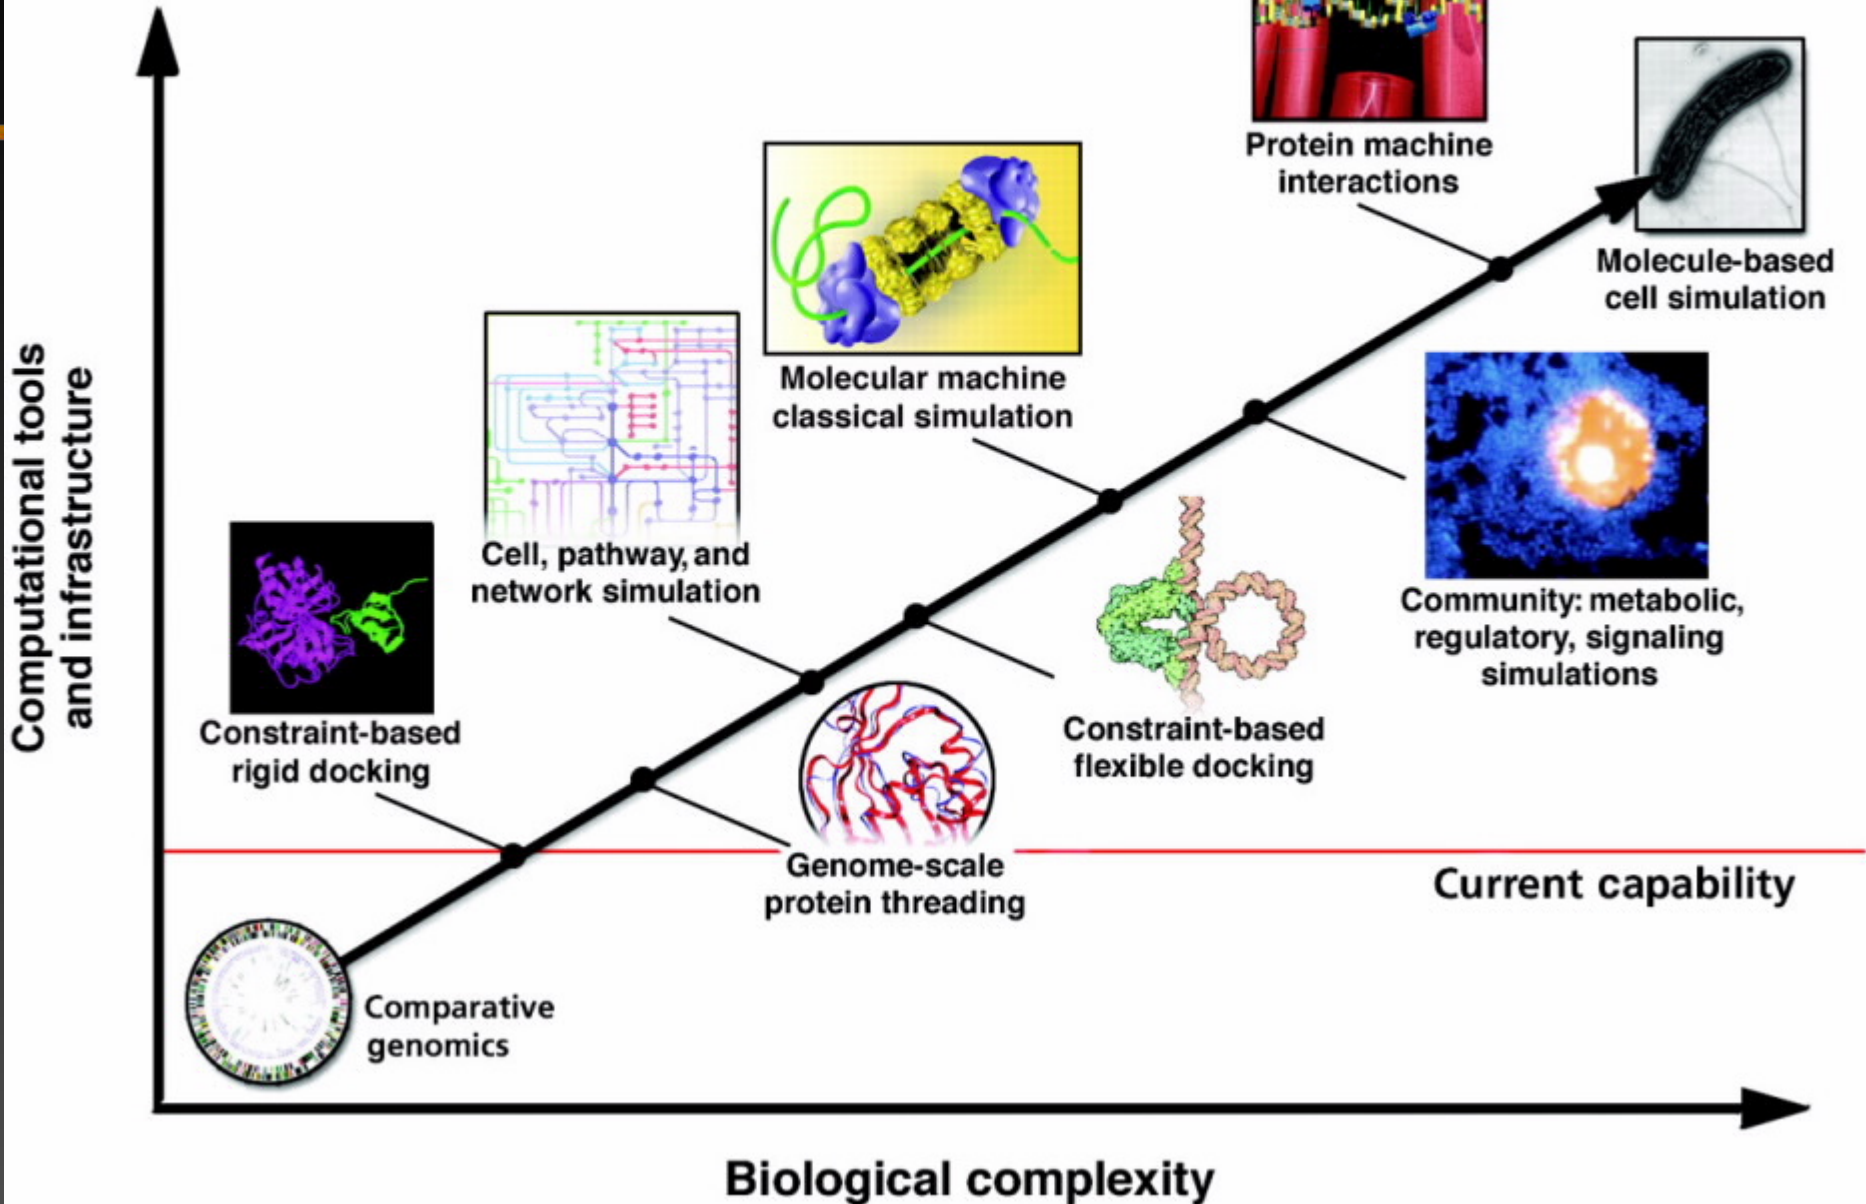 Protein machine
interactions
Molecule-based
cell simulation
Molecular machine
classical simulation
Cell, pathway, and
network simulation
Community: metabolic,
regulatory, signaling
simulations
Constraint-based
rigid docking
Constraint-based
flexible docking
Genome-scale
protein threading
Current capability
Comparative
genomics
Computational tools
and infrastructure
Biological complexity